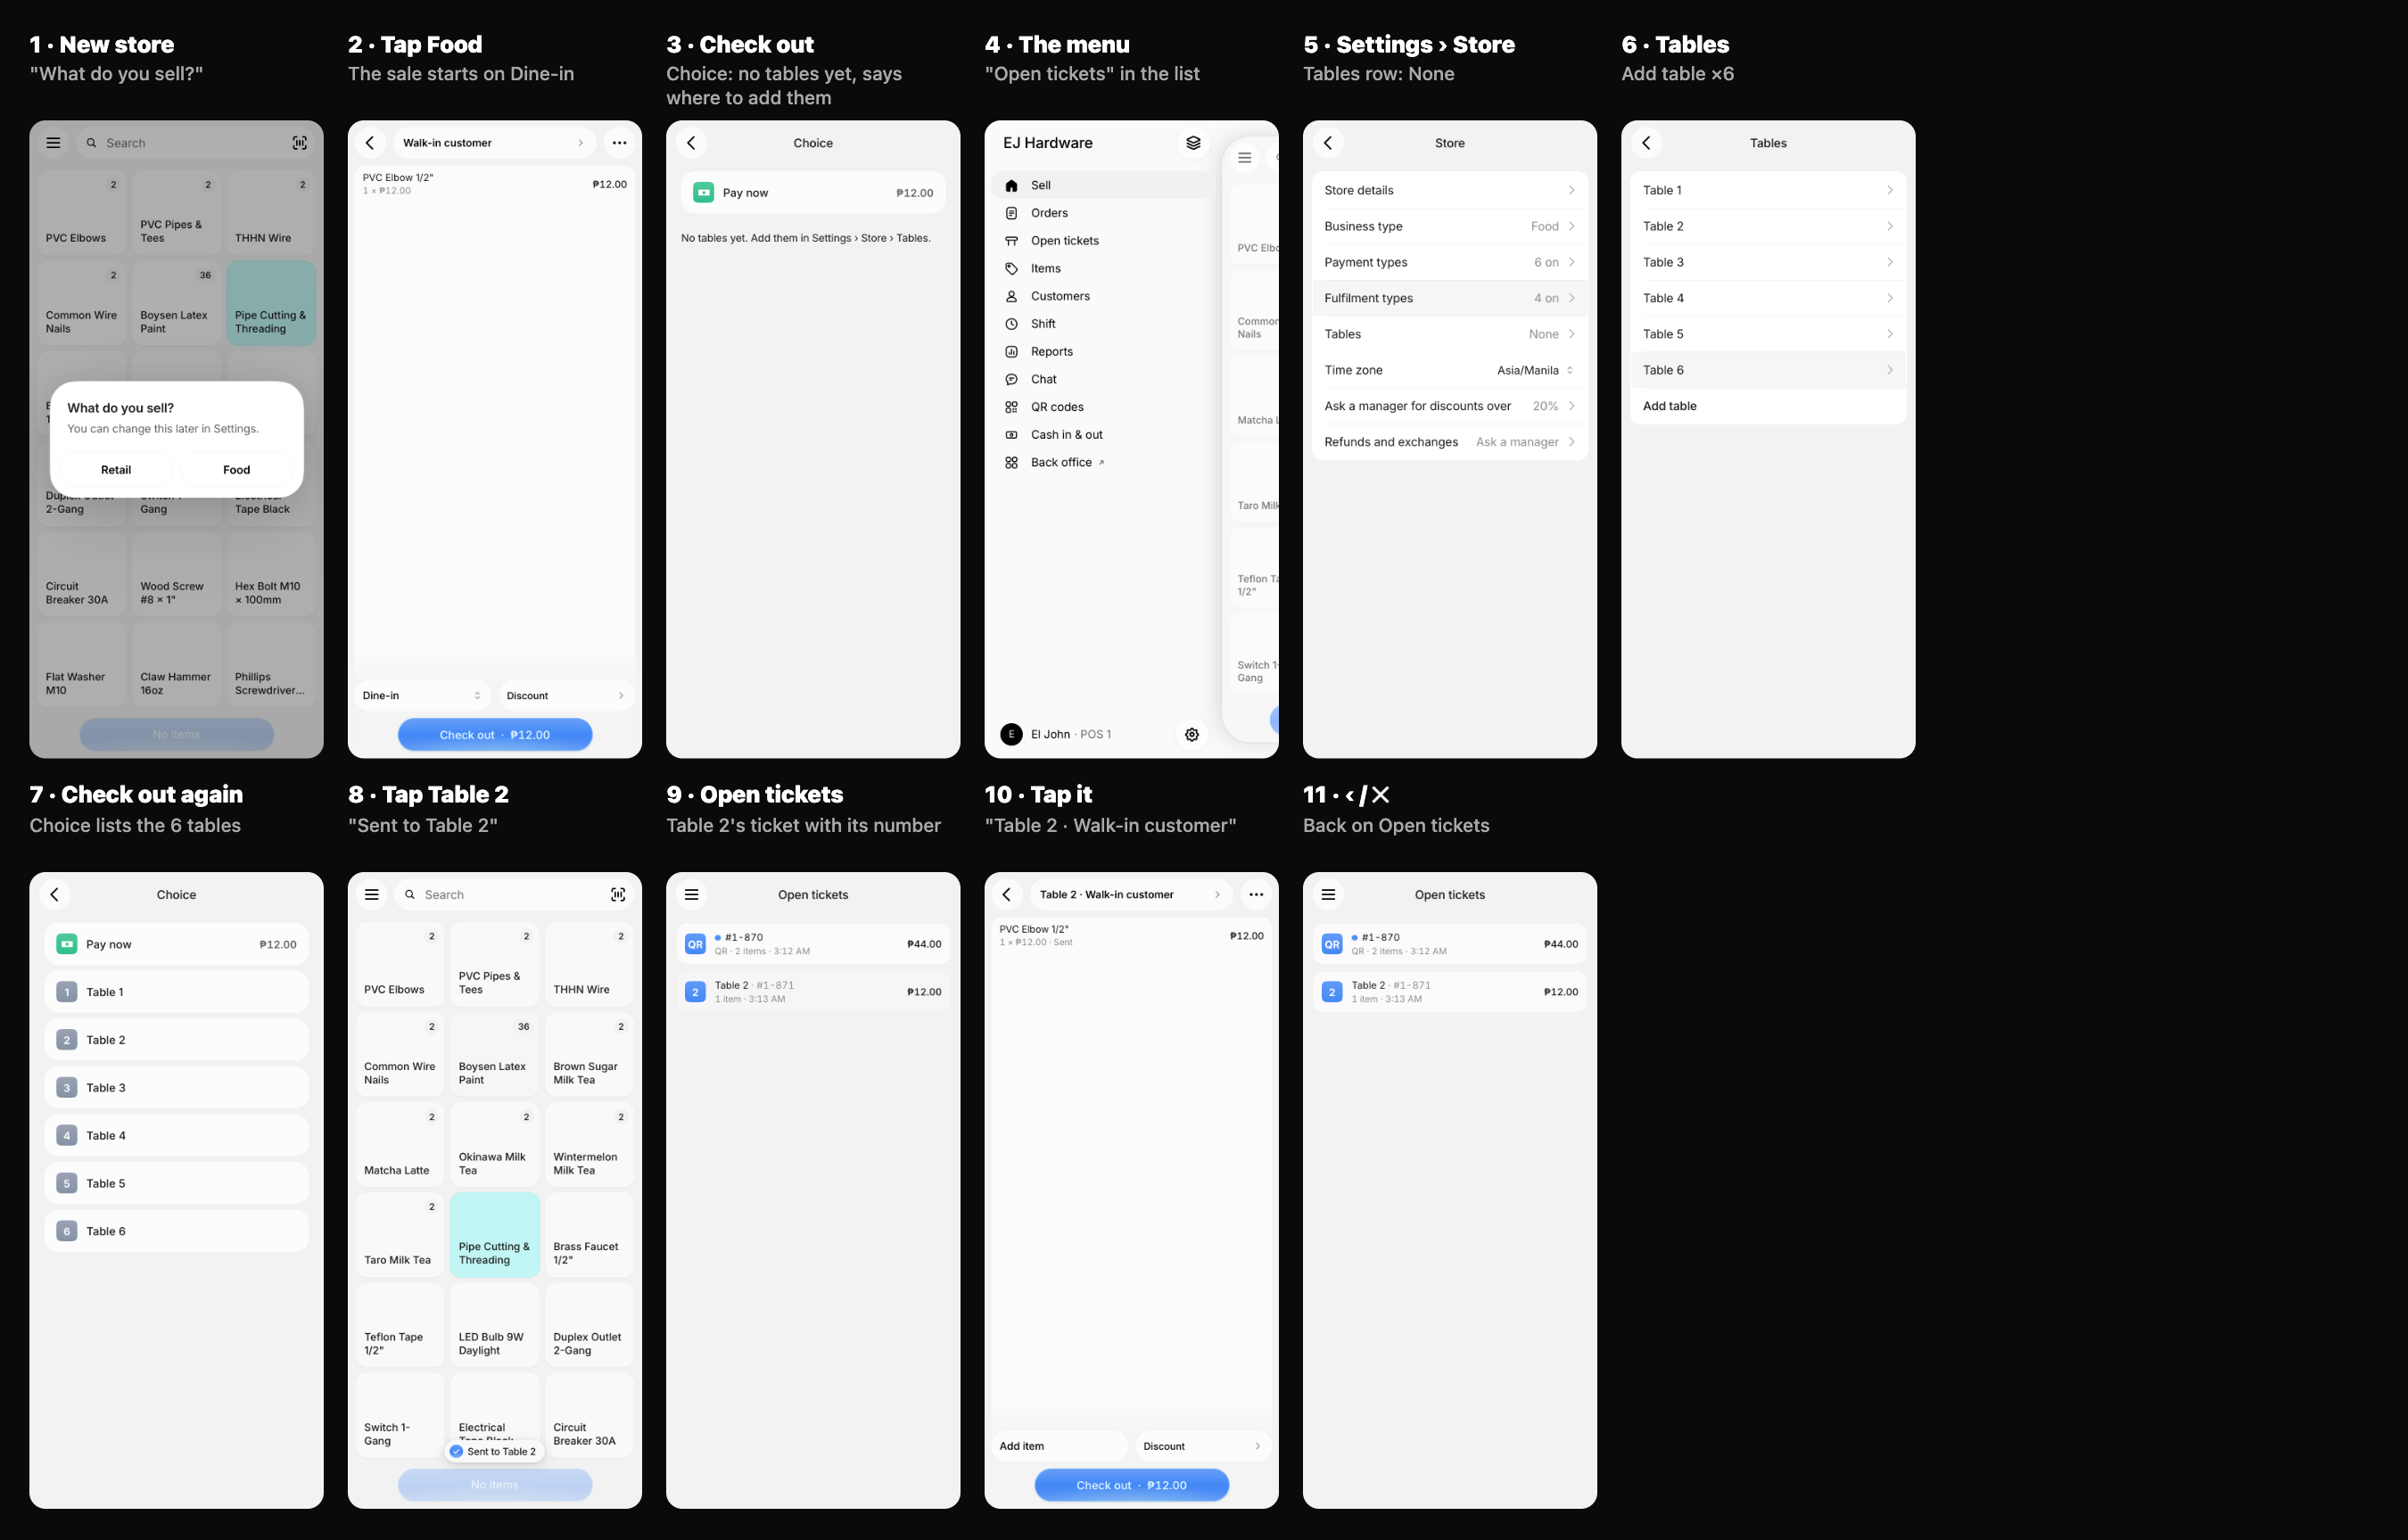 1 · New store
"What do you sell?"
Search
2
2
2
PVC Elbows
PVC Pipes &
Tees
THHN Wire
2
36
Common Wire
Nails
Boysen Latex
Paint
Pipe Cutting &
Threading
What do you sell?
You can change this later in Settings.
Retail
Food
2-Gang
Gang
Tape Black
Circuit
Breaker 30A
Wood Screw
#8 × 1"
Hex Bolt M10
× 100mm
Flat Washer
M10
Claw Hammer
16oz
Phillips
Screwdriver...
No items
2 · Tap Food
The sale starts on Dine-in
Walk-in customer
PVC Elbow 1/2"
1 × ₱12.00
₱12.00
Dine-in
Discount
Check out · ₱12.00
3 · Check out
Choice: no tables yet, says
where to add them
Choice
Pay now
₱12.00
No tables yet. Add them in Settings › Store › Tables.
4 · The menu
"Open tickets" in the list
EJ Hardware
Sell
Orders
Open tickets
Items
Customers
Shift
Reports
Chat
QR codes
Cash in & out
Back office ↗
E
El John · POS 1
PVC Elbo
Common
Nails
Matcha L
Taro Milk
Teflon Ta
1/2"
Switch 1-
Gang
5 · Settings › Store
Tables row: None
Store
Store details
Business type
Food
Payment types
6 on
Fulfilment types
4 on
Tables
None
Time zone
Asia/Manila
Ask a manager for discounts over
20%
Refunds and exchanges
Ask a manager
6 · Tables
Add table ×6
Tables
Table 1
Table 2
Table 3
Table 4
Table 5
Table 6
Add table
7 · Check out again
Choice lists the 6 tables
Choice
Pay now
₱12.00
1
Table 1
2
Table 2
3
Table 3
4
Table 4
5
Table 5
6
Table 6
8 · Tap Table 2
"Sent to Table 2"
Search
2
2
2
PVC Elbows
PVC Pipes &
Tees
THHN Wire
2
36
2
Common Wire
Nails
Boysen Latex
Paint
Brown Sugar
Milk Tea
2
2
2
Matcha Latte
Okinawa Milk
Tea
Wintermelon
Milk Tea
2
Taro Milk Tea
Pipe Cutting &
Threading
Brass Faucet
1/2"
Teflon Tape
1/2"
LED Bulb 9W
Daylight
Duplex Outlet
2-Gang
Switch 1-
Gang
Electrical
Tape Black
Circuit
Breaker 30A
Sent to Table 2
No items
9 · Open tickets
Table 2's ticket with its number
Open tickets
QR
#1-870
QR · 2 items · 3:12 AM
₱44.00
2
Table 2 · #1-871
1 item · 3:13 AM
₱12.00
10 · Tap it
"Table 2 · Walk-in customer"
Table 2 · Walk-in customer
PVC Elbow 1/2"
1 × ₱12.00 · Sent
₱12.00
Add item
Discount
Check out · ₱12.00
11 · ‹ / ✕
Back on Open tickets
Open tickets
QR
#1-870
QR · 2 items · 3:12 AM
₱44.00
2
Table 2 · #1-871
1 item · 3:13 AM
₱12.00